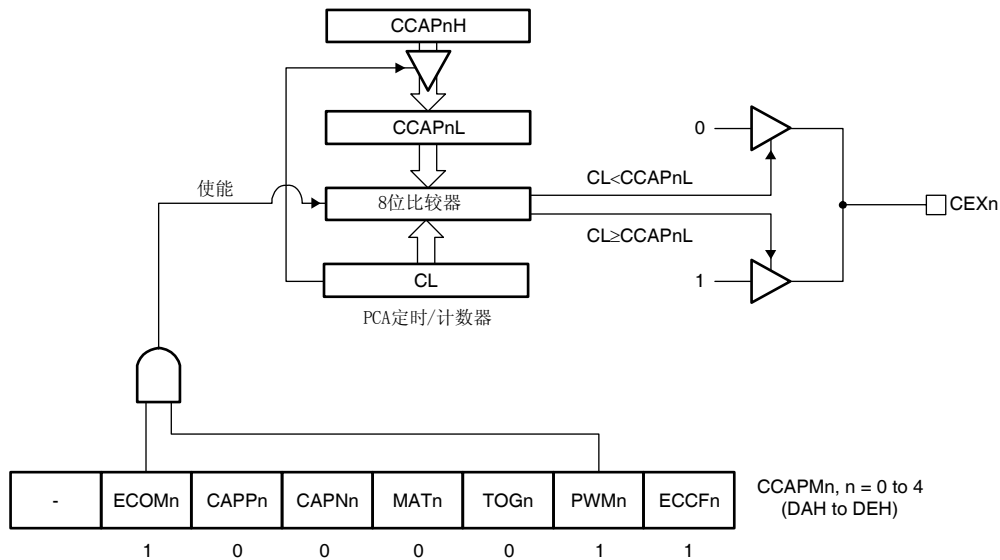 CCAPnH
CCAPnL
0
CL<CCAPnL
使能
8位比较器
CEXn
CL≥CCAPnL
CL
1
PCA定时/计数器
- ECOMn CAPPn CAPNn MATn TOGn PWMn ECCFn
CCAPMn, n = 0 to 4
(DAH to DEH)
1 0 0 0 0 1 1